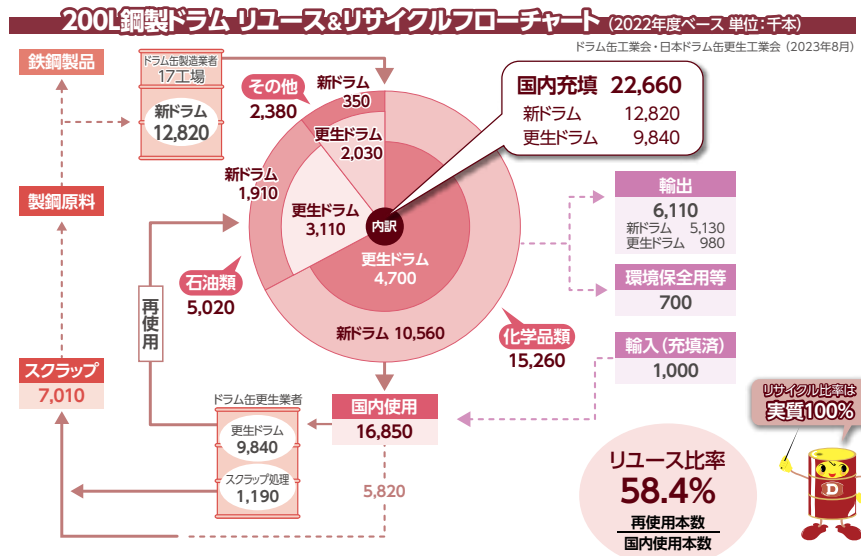 200L鋼製ドラム リユース&リサイクルフローチャート (2022年度ベース 単位:千本)
ドラム缶工業会・日本ドラム缶更生工業会 (2023年8月)
鉄鋼製品
ドラム缶製造業者
17工場
新ドラム
12,820
製鋼原料
スクラップ
7,010
再使用
その他
2,380
新ドラム
350
更生ドラム
2,030
新ドラム
1,910
更生ドラム
3,110
石油類
5,020
内訳
更生ドラム
4,700
新ドラム 10,560
化学品類
15,260
国内充填 22,660
新ドラム 12,820
更生ドラム 9,840
輸出
6,110
新ドラム 5,130
更生ドラム 980
環境保全用等
700
輸入(充填済)
1,000
国内使用
16,850
ドラム缶更生業者
更生ドラム
9,840
スクラップ処理
1,190
5,820
リユース比率
58.4%
再使用本数
国内使用本数
リサイクル比率は
実質100%
D